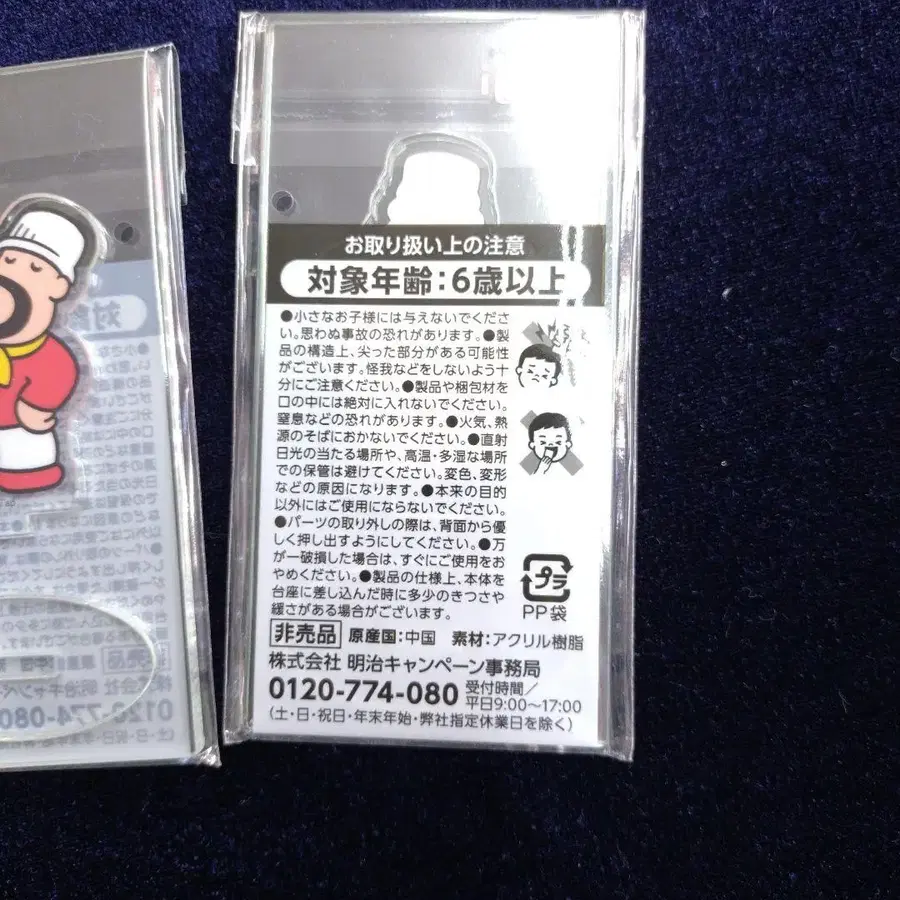 お取り扱い上の注意
対象年齢：6歳以上
●小さなお子様には与えないでくださ
い。思わぬ事故の恐れがあります。●製
品の構造上、尖った部分がある可能性
がございます。怪我などをしないよう十
分にご注意ください。●製品や梱包材を
口の中には絶対に入れないでください。
窒息などの恐れがあります。●火気、熱
源のそばにおかないでください。●直射
日光の当たる場所や、高温・多湿な場所
での保管は避けてください。変色、変形
などの原因になります。●本来の目的
以外にはご使用にならないでください。
●パーツの取り外しの際は、背面から優
しく押し出すようにしてください。●万
が一破損した場合は、すぐにご使用をお
やめください。●製品の仕様上、本体を
台座に差し込んだ時に多少のきつさや
緩さがある場合がございます。
プラ
PP袋
非売品 原産国：中国 素材：アクリル樹脂
株式会社 明治キャンペーン事務局
0120-774-080 受付時間／
平日9:00～17:00
（土・日・祝日・年末年始・弊社指定休業日を除く）